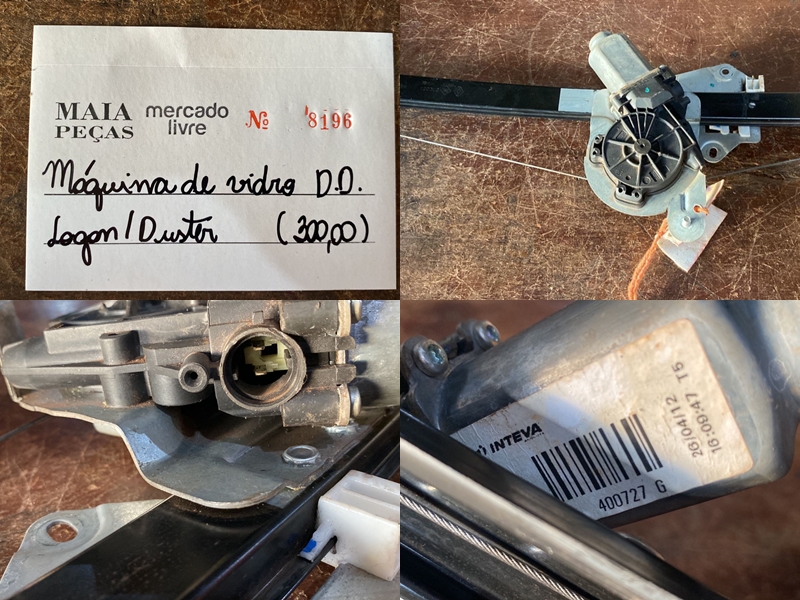 MAIA
PEÇAS
mercado
livre
Nº 8196
Máquina de vidro D.D.
Logan/Duster (300,00)
INTEVA
400727 G
26/04/12
16:09:47 T5